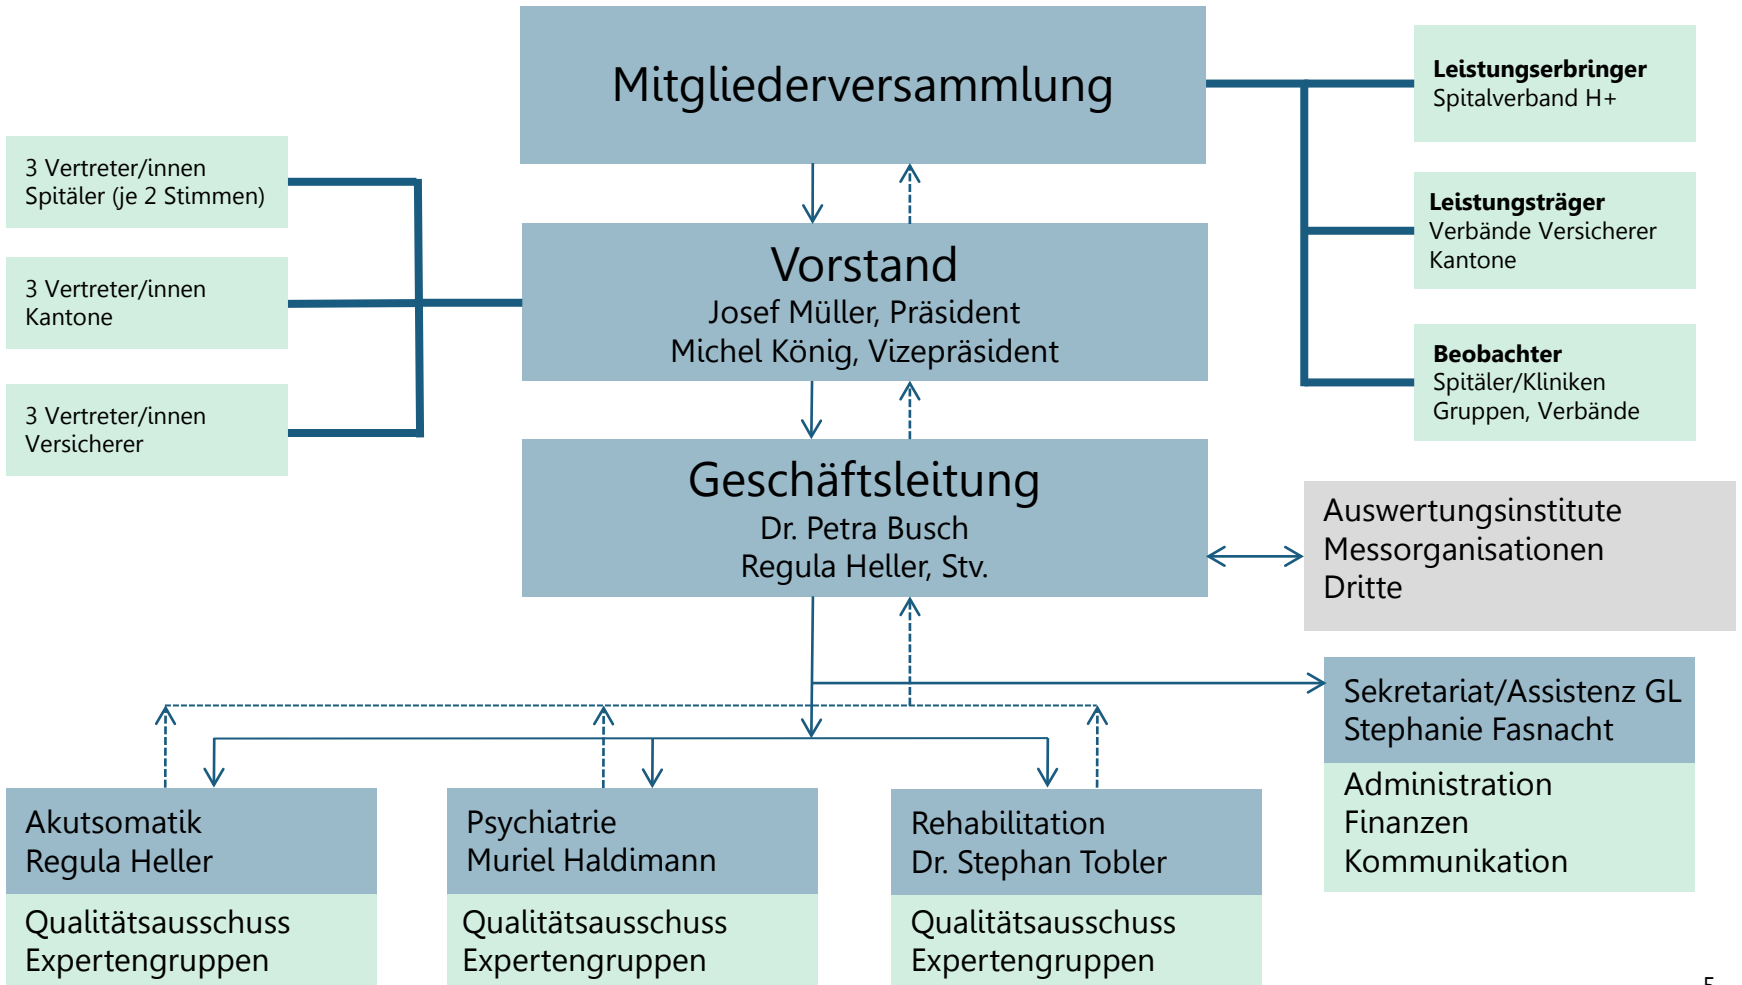 Mitgliederversammlung
Leistungserbringer
Spitalverband H+
3 Vertreter/innen
Spitäler (je 2 Stimmen)
Leistungsträger
Verbände Versicherer
Kantone
3 Vertreter/innen
Kantone
Vorstand
Josef Müller, Präsident
Michel König, Vizepräsident
Beobachter
Spitäler/Kliniken
Gruppen, Verbände
3 Vertreter/innen
Versicherer
Geschäftsleitung
Dr. Petra Busch
Regula Heller, Stv.
Auswertungsinstitute
Messorganisationen
Dritte
Sekretariat/Assistenz GL
Stephanie Fasnacht
Administration
Finanzen
Kommunikation
Akutsomatik
Regula Heller
Qualitätsausschuss
Expertengruppen
Psychiatrie
Muriel Haldimann
Qualitätsausschuss
Expertengruppen
Rehabilitation
Dr. Stephan Tobler
Qualitätsausschuss
Expertengruppen
5